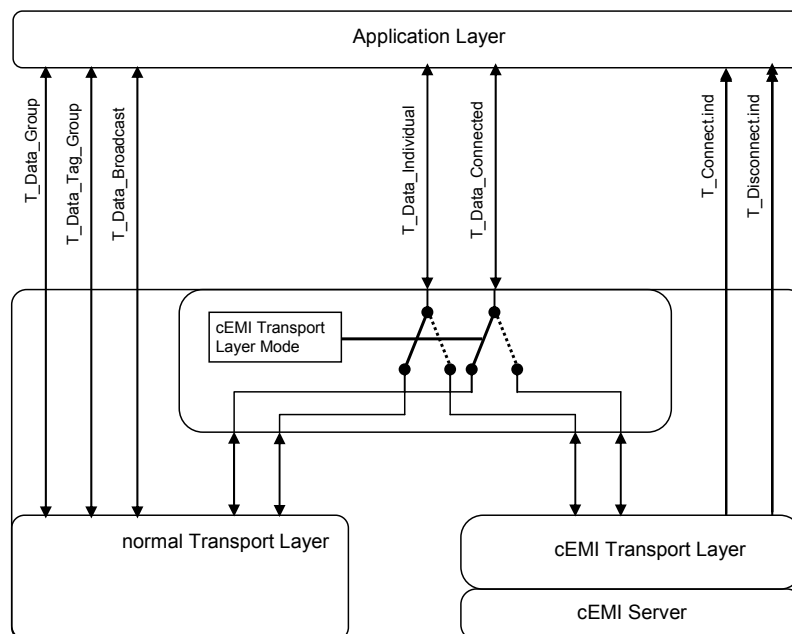 Application Layer
T_Data_Group
T_Data_Tag_Group
T_Data_Broadcast
T_Data_Individual
T_Data_Connected
T_Connect.ind
T_Disconnect.ind
cEMI Transport
Layer Mode
normal Transport Layer
cEMI Transport Layer
cEMI Server